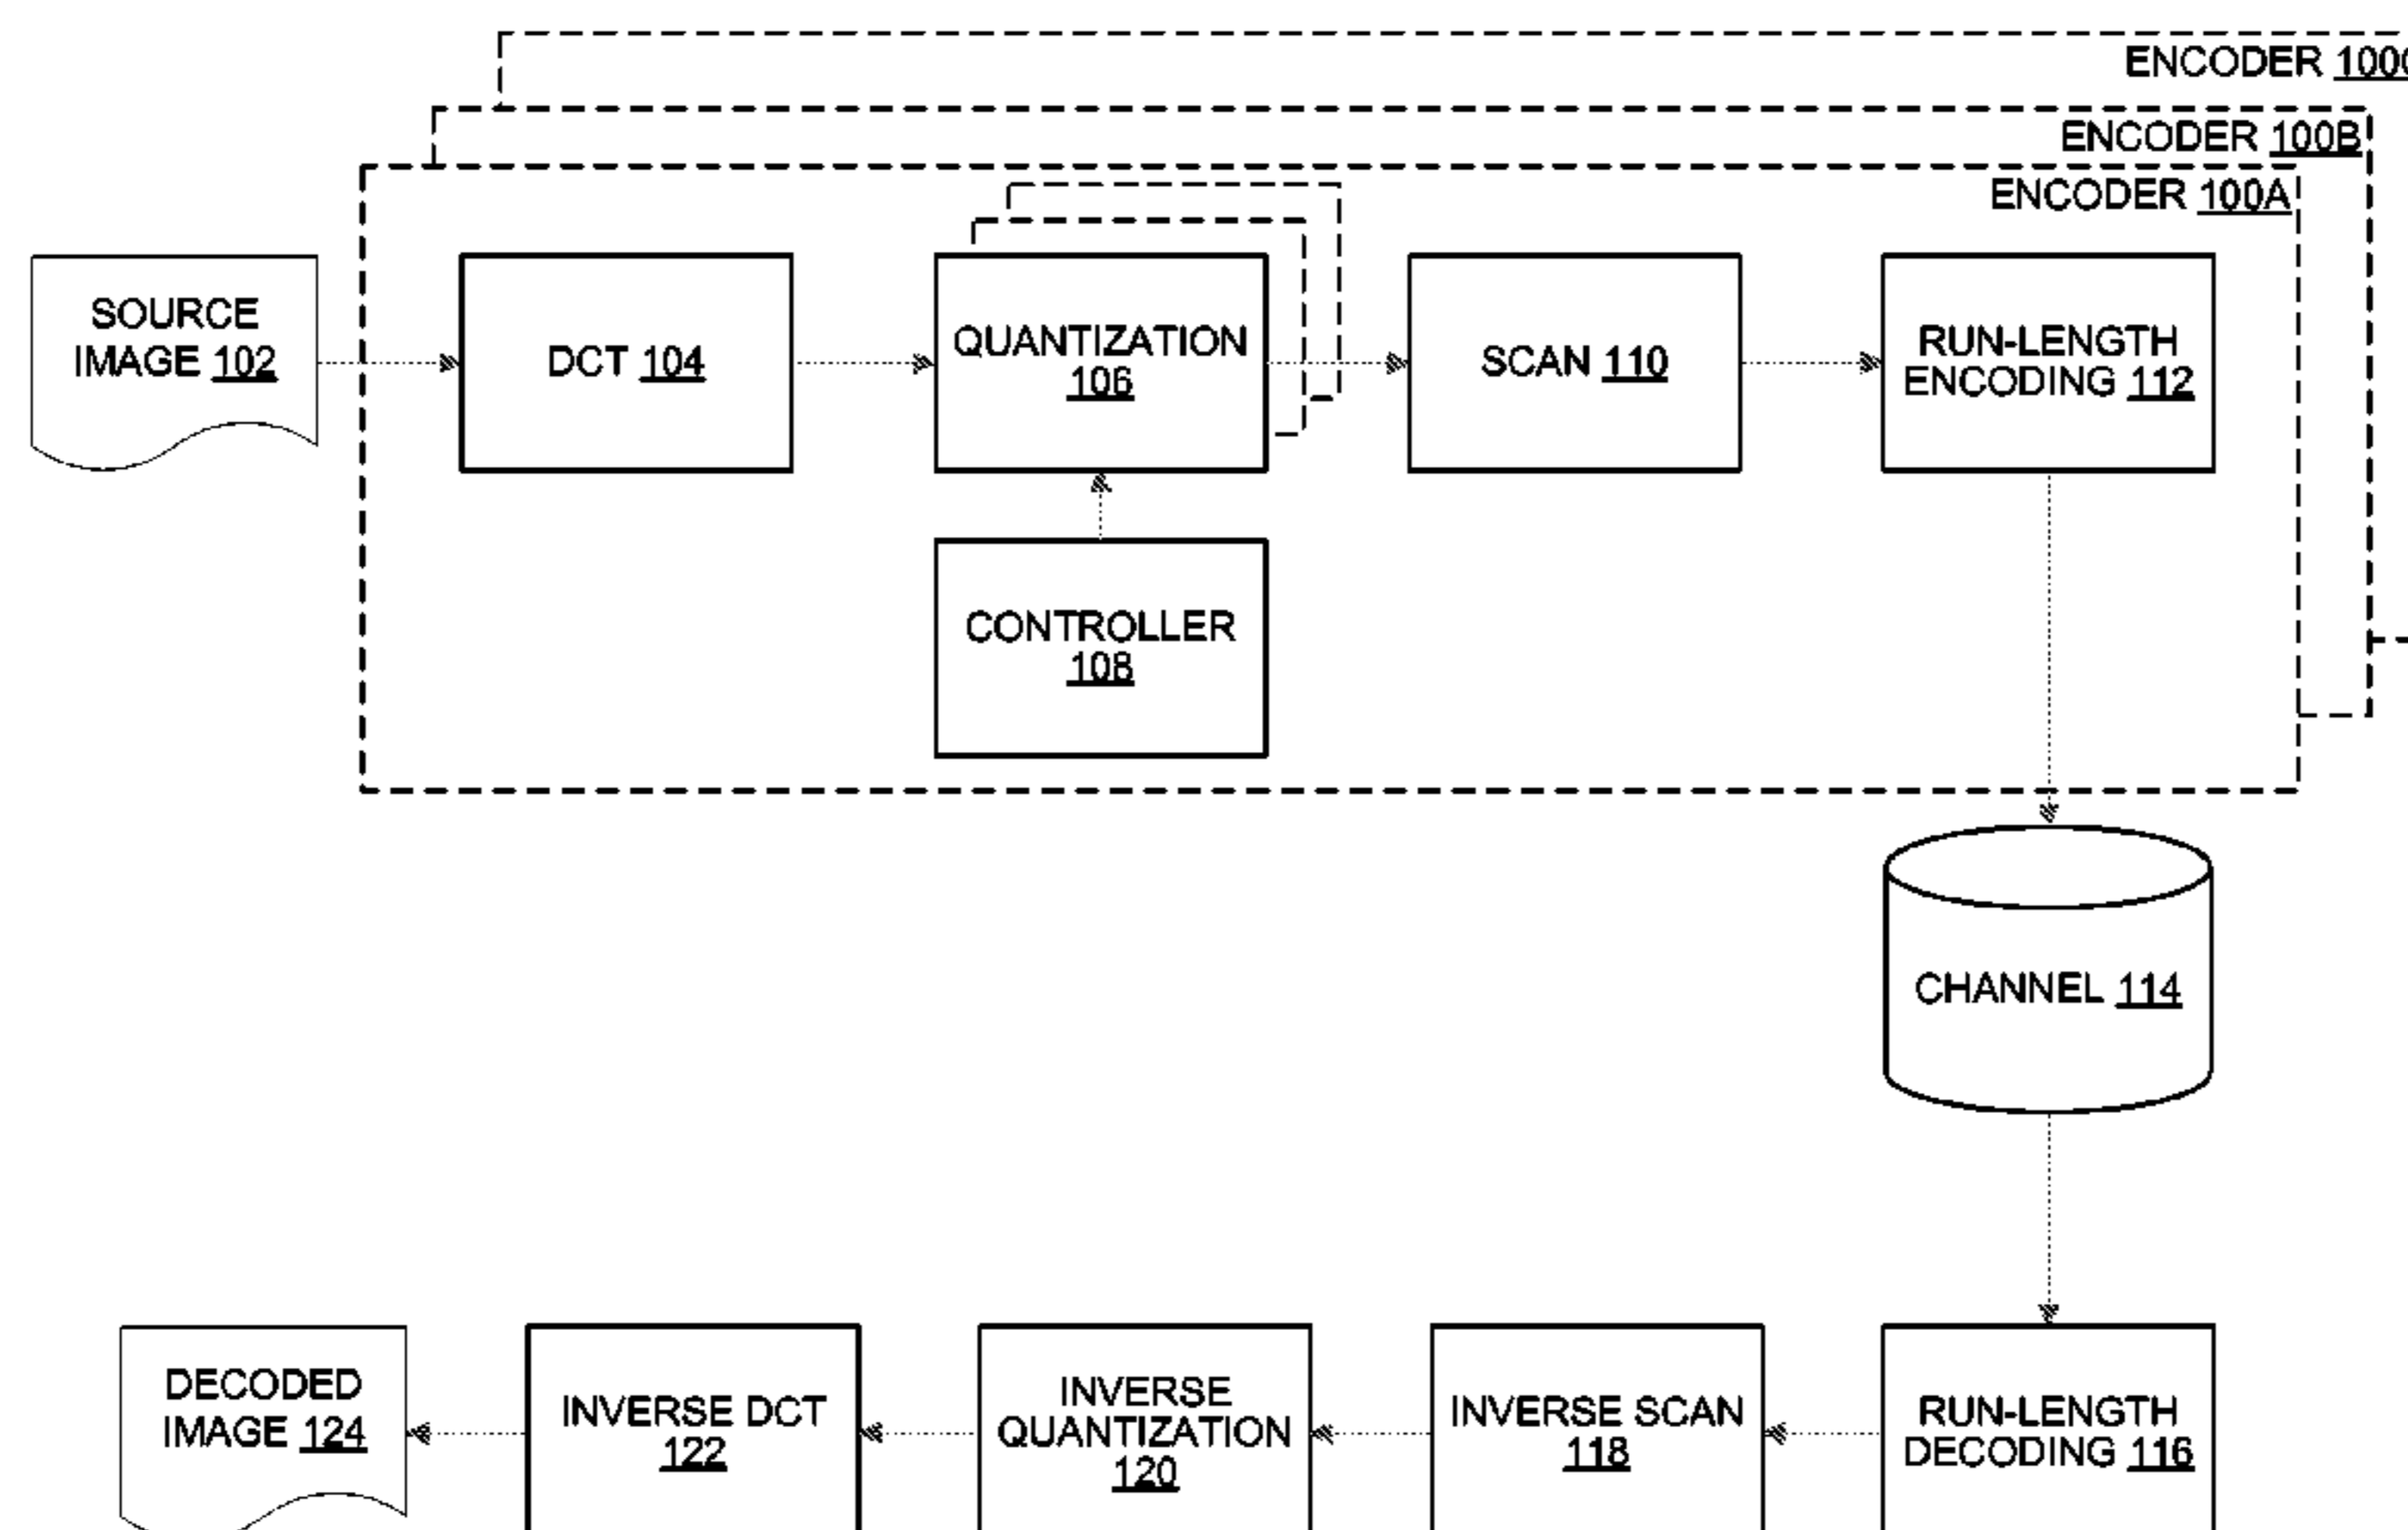 ENCODER 100C
ENCODER 100B
ENCODER 100A
SOURCE
IMAGE 102
DCT 104
QUANTIZATION
106
SCAN 110
RUN-LENGTH
ENCODING 112
CONTROLLER
108
CHANNEL 114
DECODED
IMAGE 124
INVERSE DCT
122
INVERSE
QUANTIZATION
120
INVERSE SCAN
118
RUN-LENGTH
DECODING 116